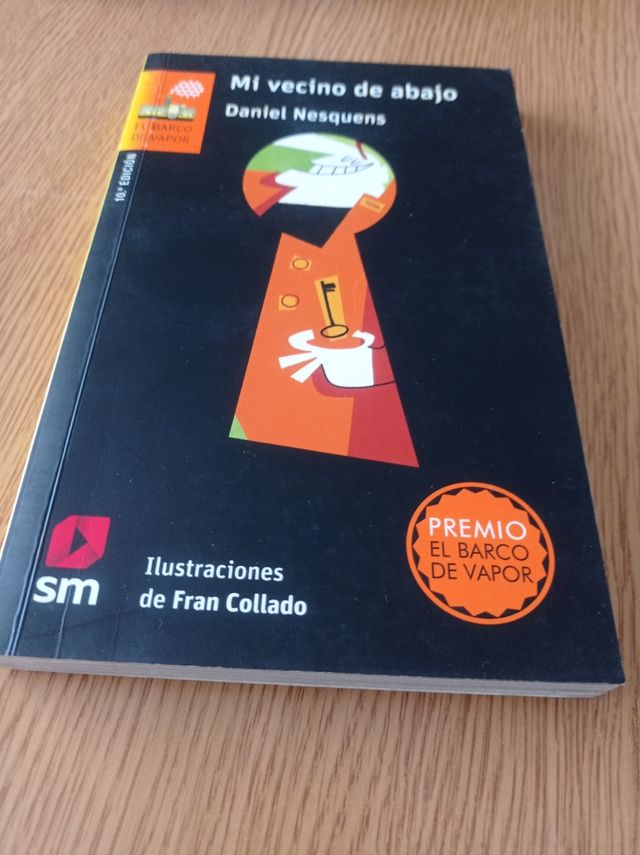 Mi vecino de abajo
Daniel Nesquens
EL BARCO
DE VAPOR
10.ª EDICIÓN
PREMIO
EL BARCO
DE VAPOR
sm
Ilustraciones
de Fran Collado